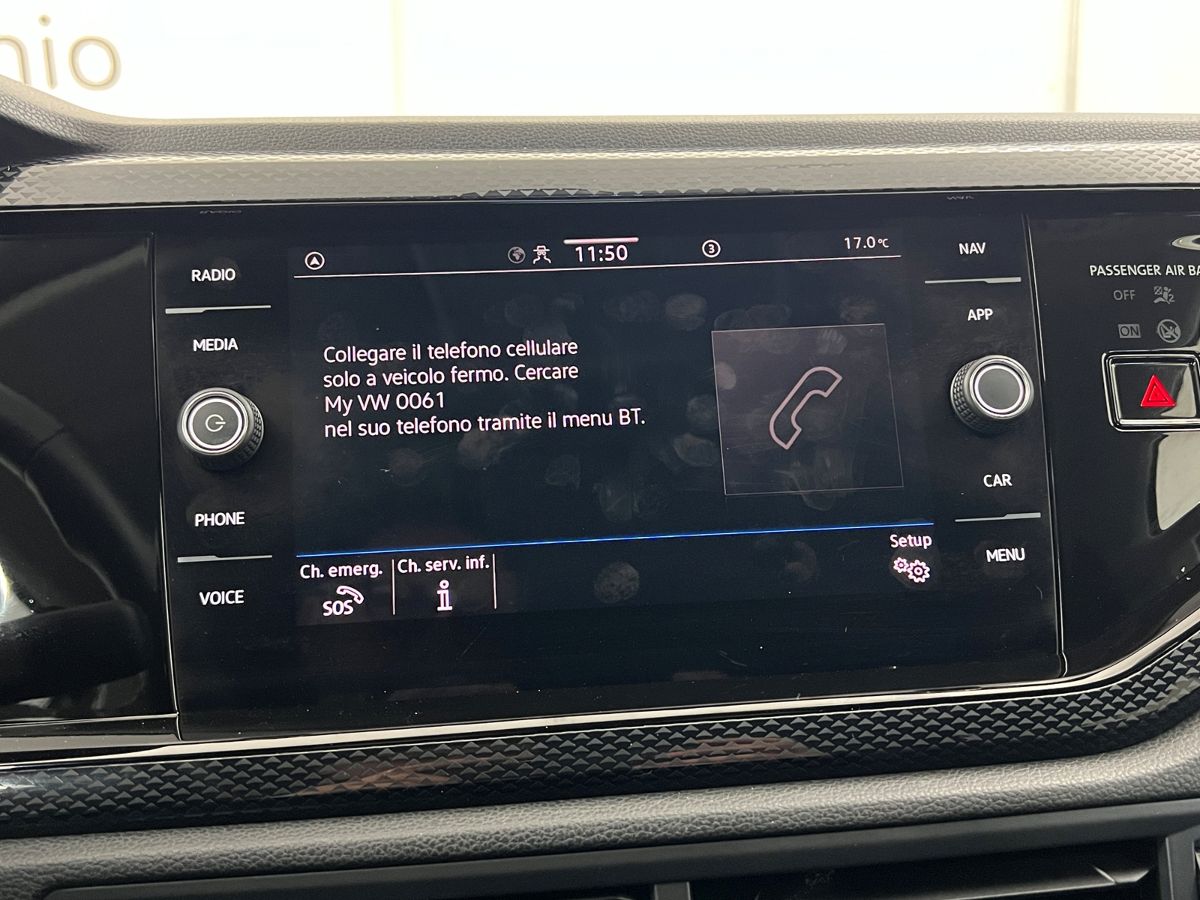 nio
11:50
3
17.0°C
RADIO
MEDIA
PHONE
VOICE
NAV
APP
CAR
MENU
Collegare il telefono cellulare
solo a veicolo fermo. Cercare
My VW 0061
nel suo telefono tramite il menu BT.
Ch. emerg.
SOS
Ch. serv. inf.
i
Setup
PASSENGER AIR BA
OFF
2
ON